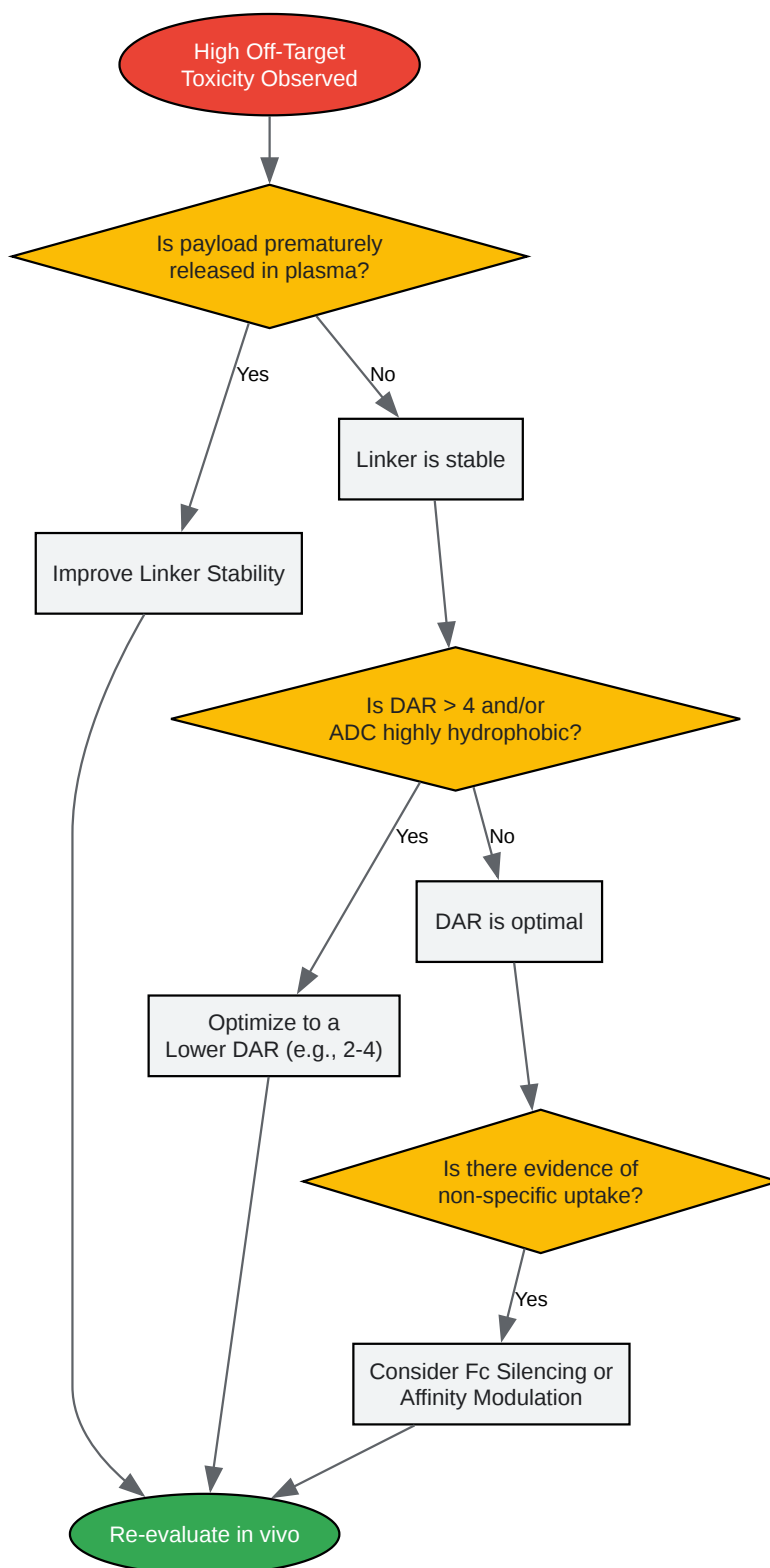 High Off-Target
Toxicity Observed
Is payload prematurely
released in plasma?
Yes
No
Linker is stable
Improve Linker Stability
Is DAR > 4 and/or
ADC highly hydrophobic?
Yes
No
DAR is optimal
Optimize to a
Lower DAR (e.g., 2-4)
Is there evidence of
non-specific uptake?
Yes
Consider Fc Silencing or
Affinity Modulation
Re-evaluate in vivo